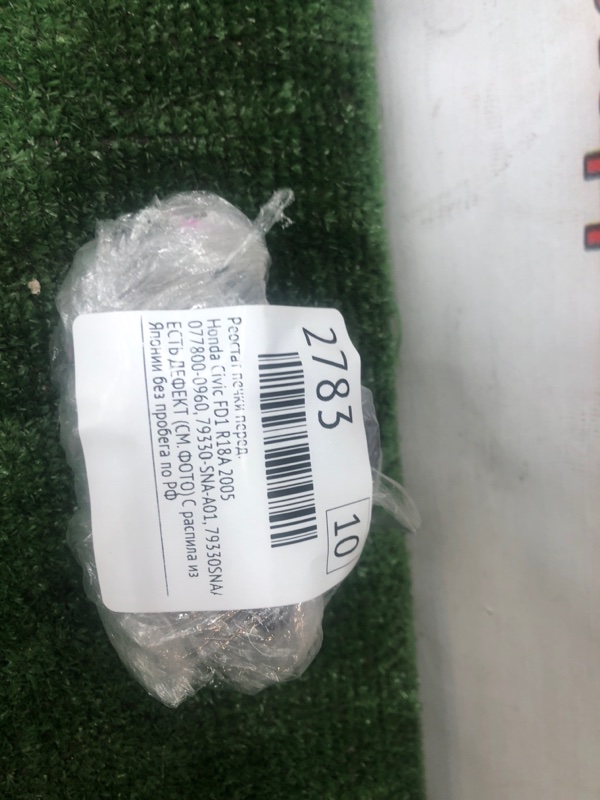 2783
10
Реостат печки перед.
Honda Civic FD1 R18A 2005
077800-0960, 79330-SNA-A01, 79330SNA/
ЕСТЬ ДЕФЕКТ (СМ. ФОТО) С распила из
Японии без пробега по РФ